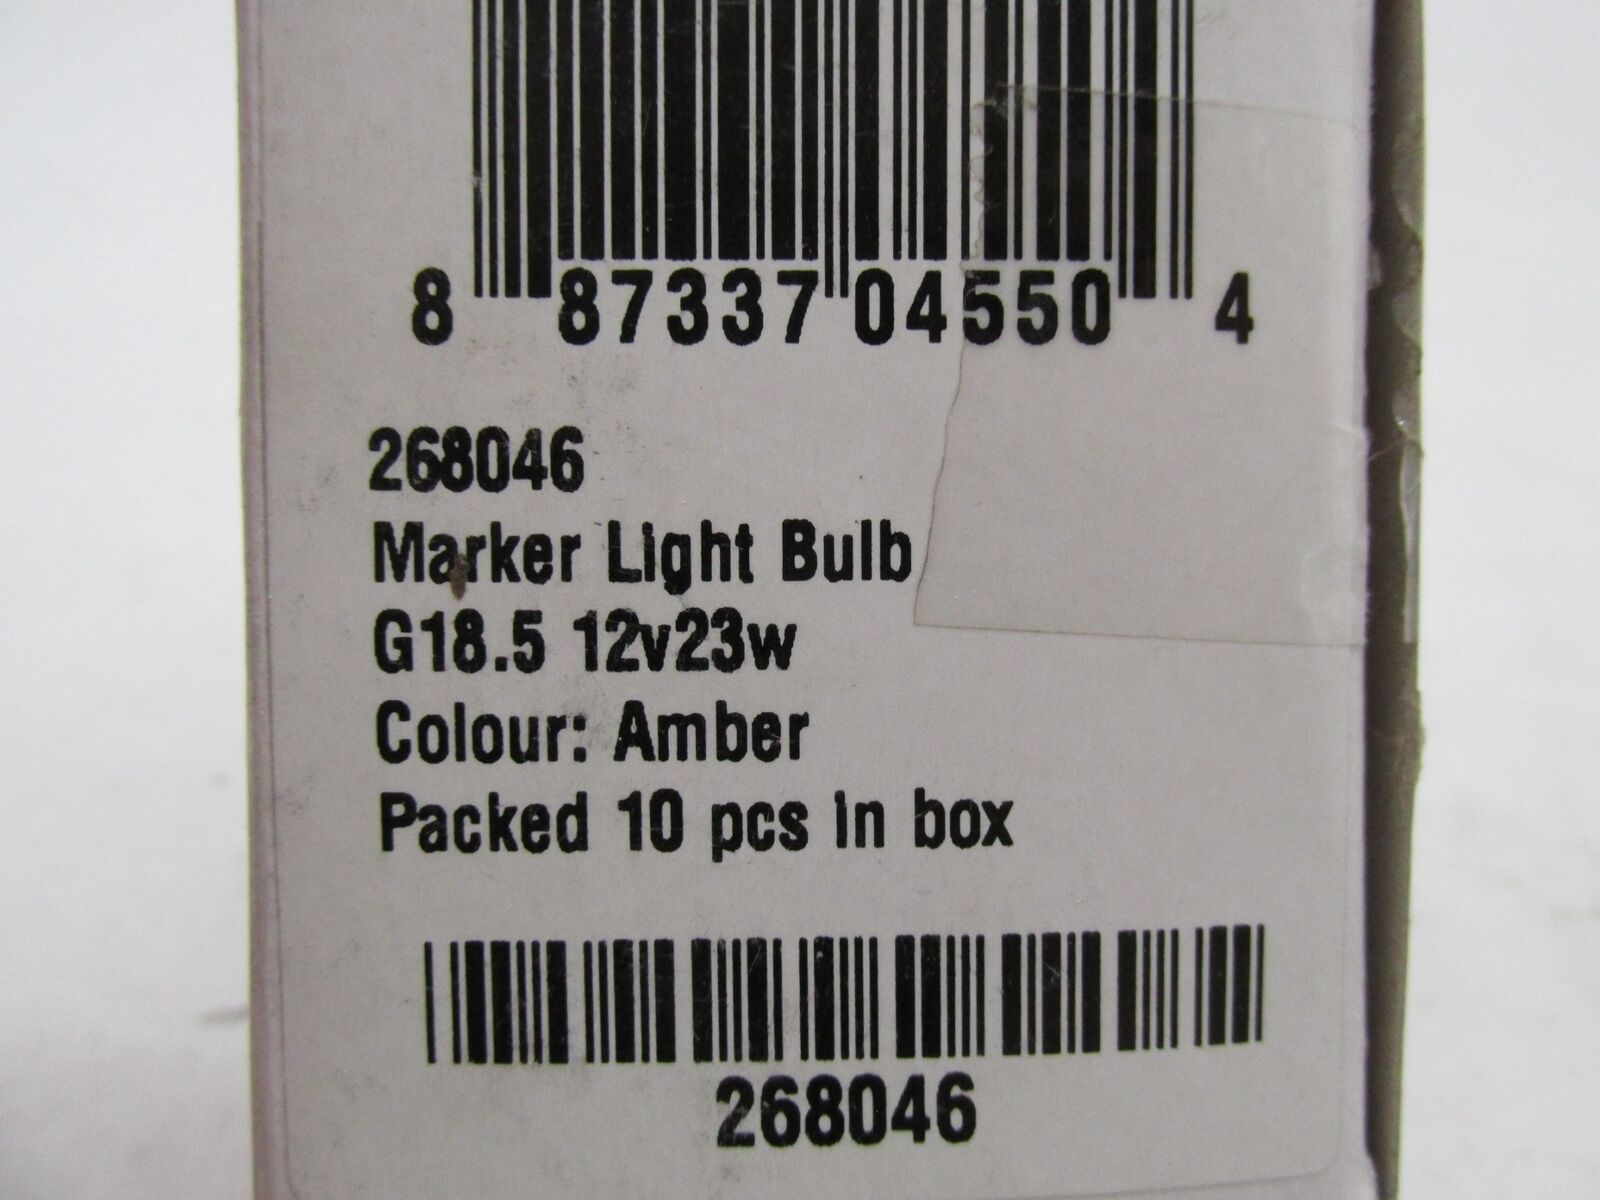 8 87337 04550 4
268046
Marker Light Bulb
G18.5 12v23w
Colour: Amber
Packed 10 pcs in box
268046